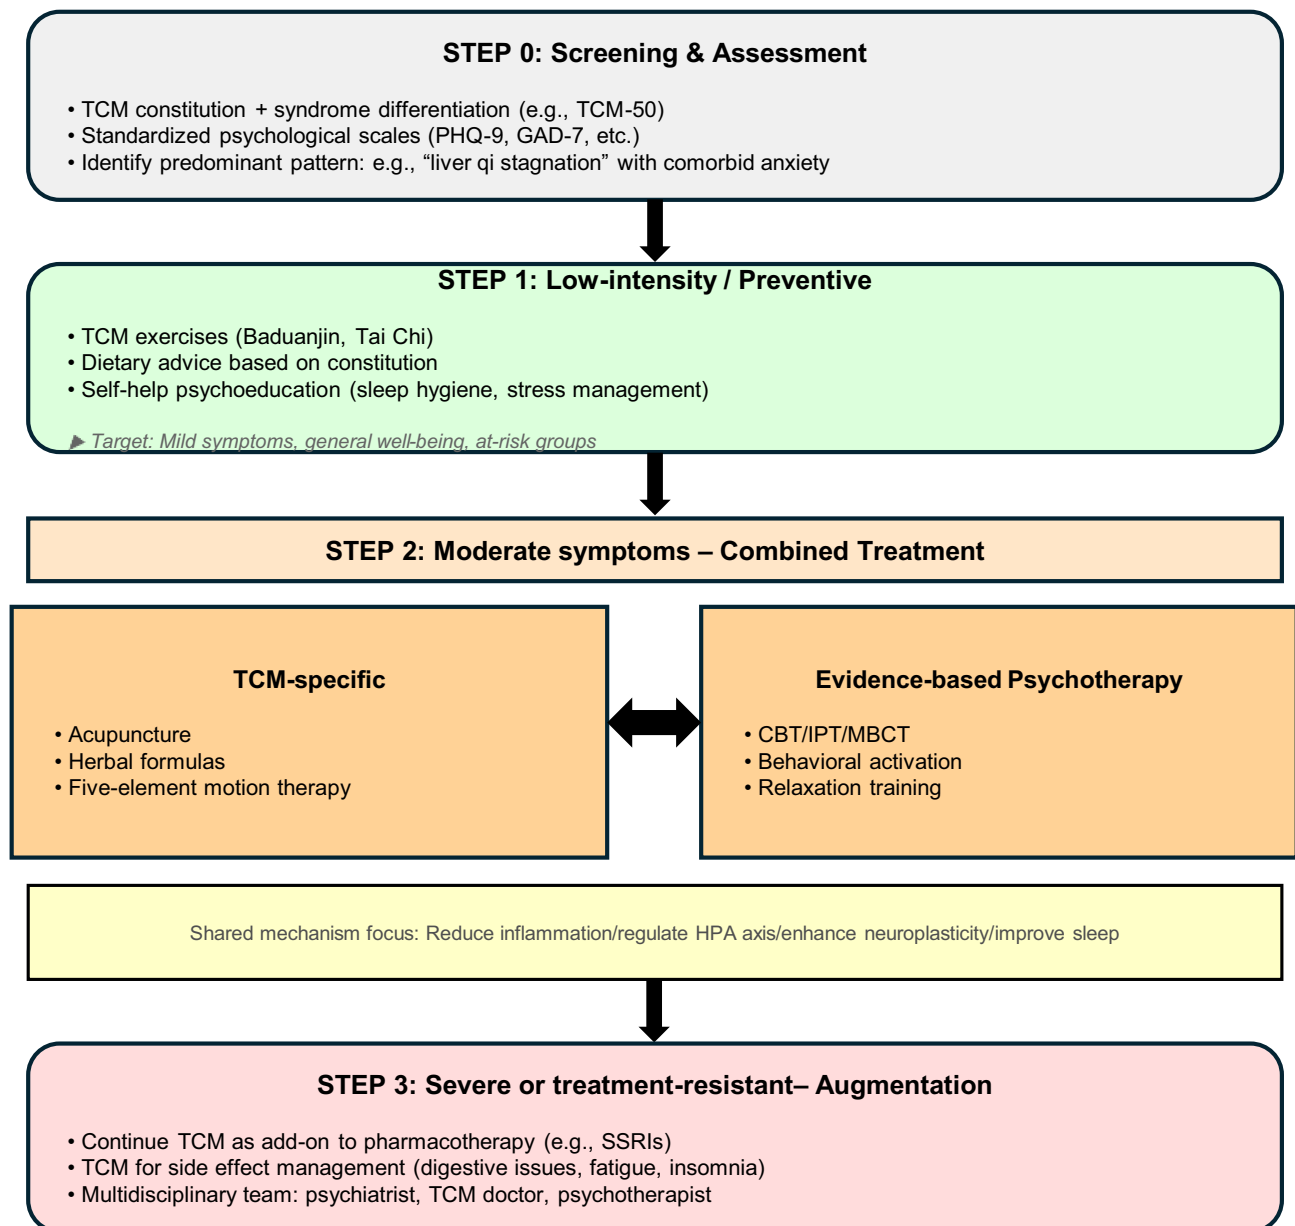 STEP 0: Screening & Assessment
• TCM constitution + syndrome differentiation (e.g., TCM-50)
• Standardized psychological scales (PHQ-9, GAD-7, etc.)
• Identify predominant pattern: e.g., “liver qi stagnation” with comorbid anxiety
STEP 1: Low-intensity / Preventive
• TCM exercises (Baduanjin, Tai Chi)
• Dietary advice based on constitution
• Self-help psychoeducation (sleep hygiene, stress management)
▶ Target: Mild symptoms, general well-being, at-risk groups
STEP 2: Moderate symptoms – Combined Treatment
TCM-specific
• Acupuncture
• Herbal formulas
• Five-element motion therapy
Evidence-based Psychotherapy
• CBT/IPT/MBCT
• Behavioral activation
• Relaxation training
Shared mechanism focus: Reduce inflammation/regulate HPA axis/enhance neuroplasticity/improve sleep
STEP 3: Severe or treatment-resistant– Augmentation
• Continue TCM as add-on to pharmacotherapy (e.g., SSRIs)
• TCM for side effect management (digestive issues, fatigue, insomnia)
• Multidisciplinary team: psychiatrist, TCM doctor, psychotherapist